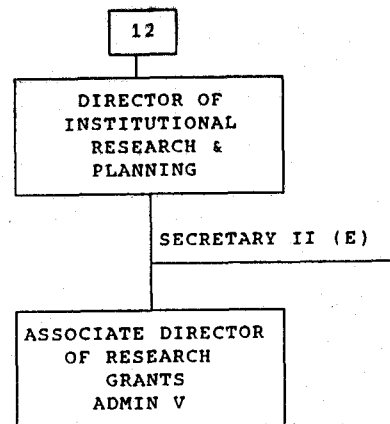 12
DIRECTOR OF
INSTITUTIONAL
RESEARCH &
PLANNING
SECRETARY II (E)
ASSOCIATE DIRECTOR
OF RESEARCH
GRANTS
ADMIN V